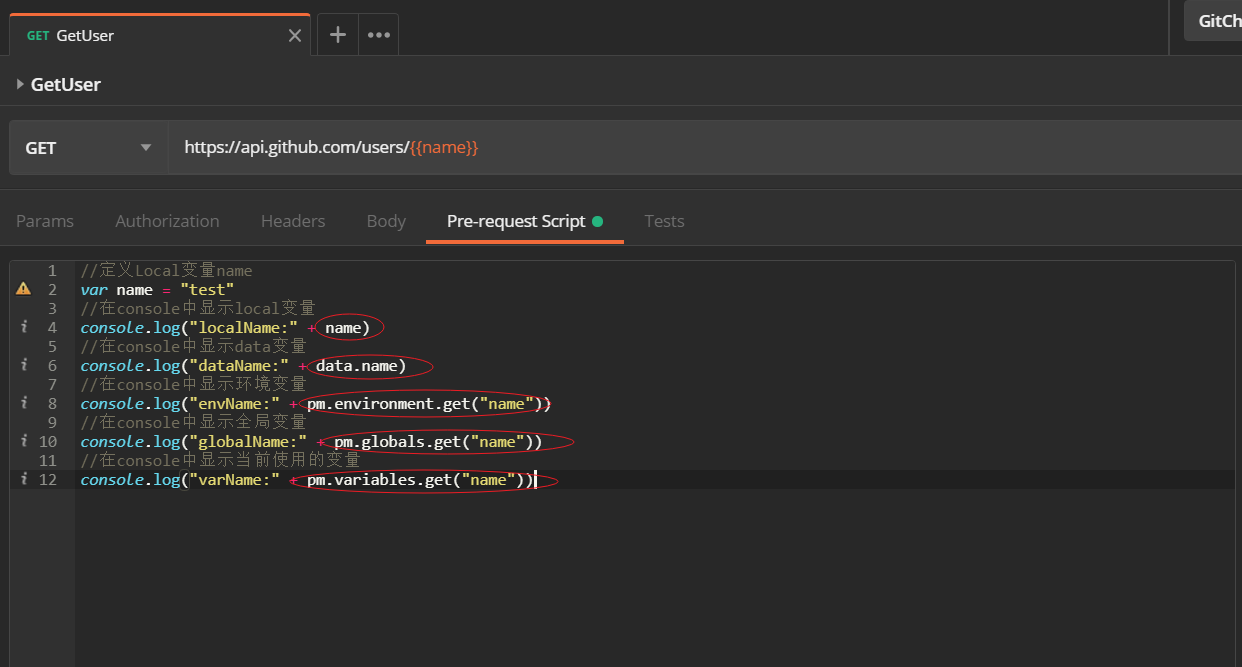 GET GetUser
GitCh
GetUser
GET https://api.github.com/users/{{name}}
Params Authorization Headers Body Pre-request Script Tests
1 //定义Local变量name
2 var name = "test"
3 //在console中显示local变量
4 console.log("localName:" + name)
5 //在console中显示data变量
6 console.log("dataName:" + data.name)
7 //在console中显示环境变量
8 console.log("envName:" + pm.environment.get("name"))
9 //在console中显示全局变量
10 console.log("globalName:" + pm.globals.get("name"))
11 //在console中显示当前使用的变量
12 console.log("varName:" + pm.variables.get("name"))